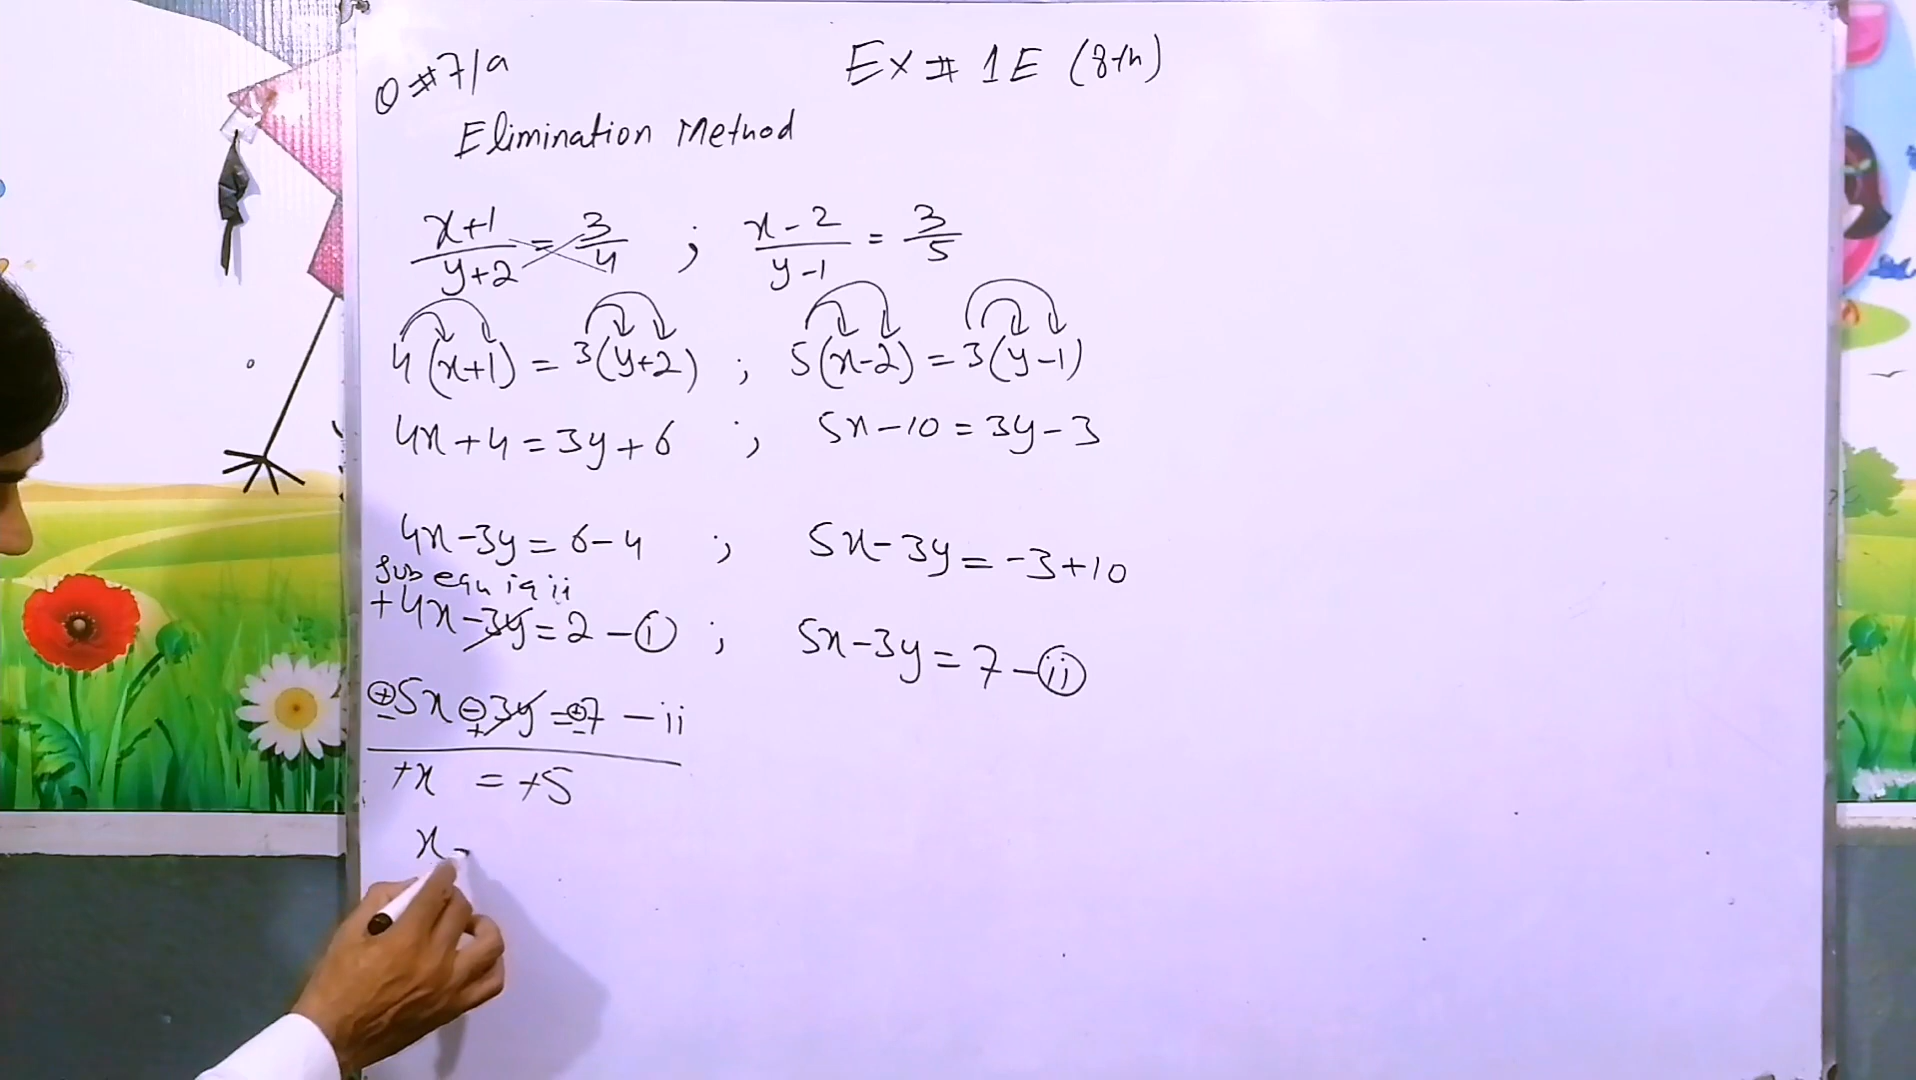 Q#7/a
Ex # 1E (8th)
Elimination Method
x+1/y+2 = 3/4 ; x-2/y-1 = 3/5
4(x+1) = 3(y+2) ; 5(x-2) = 3(y-1)
4x+4 = 3y+6 ; 5x-10 = 3y-3
4x-3y = 6-4 ; 5x-3y = -3+10
Sub equ i q ii
+4x-3y = 2 - (i) ; 5x-3y = 7 - (ii)
⊕5x ⊖3y = ⊕7 - ii
- + -
+x = +5
x =